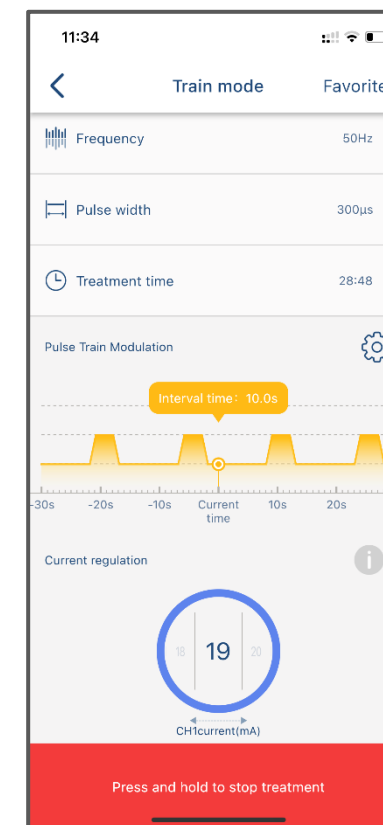 11:34
Train mode
Favorite
Frequency
50Hz
Pulse width
300µs
Treatment time
28:48
Pulse Train Modulation
Interval time: 10.0s
-30s
-20s
-10s
Current
time
10s
20s
Current regulation
18
19
20
CH1current(mA)
Press and hold to stop treatment